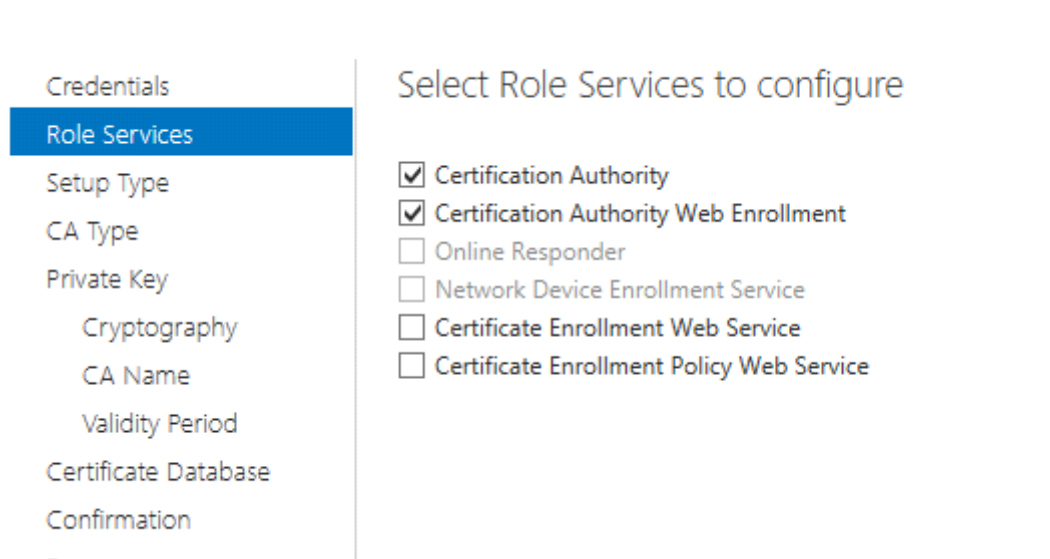 Credentials
Role Services
Setup Type
CA Type
Private Key
Cryptography
CA Name
Validity Period
Certificate Database
Confirmation
Select Role Services to configure
Certification Authority
Certification Authority Web Enrollment
Online Responder
Network Device Enrollment Service
Certificate Enrollment Web Service
Certificate Enrollment Policy Web Service